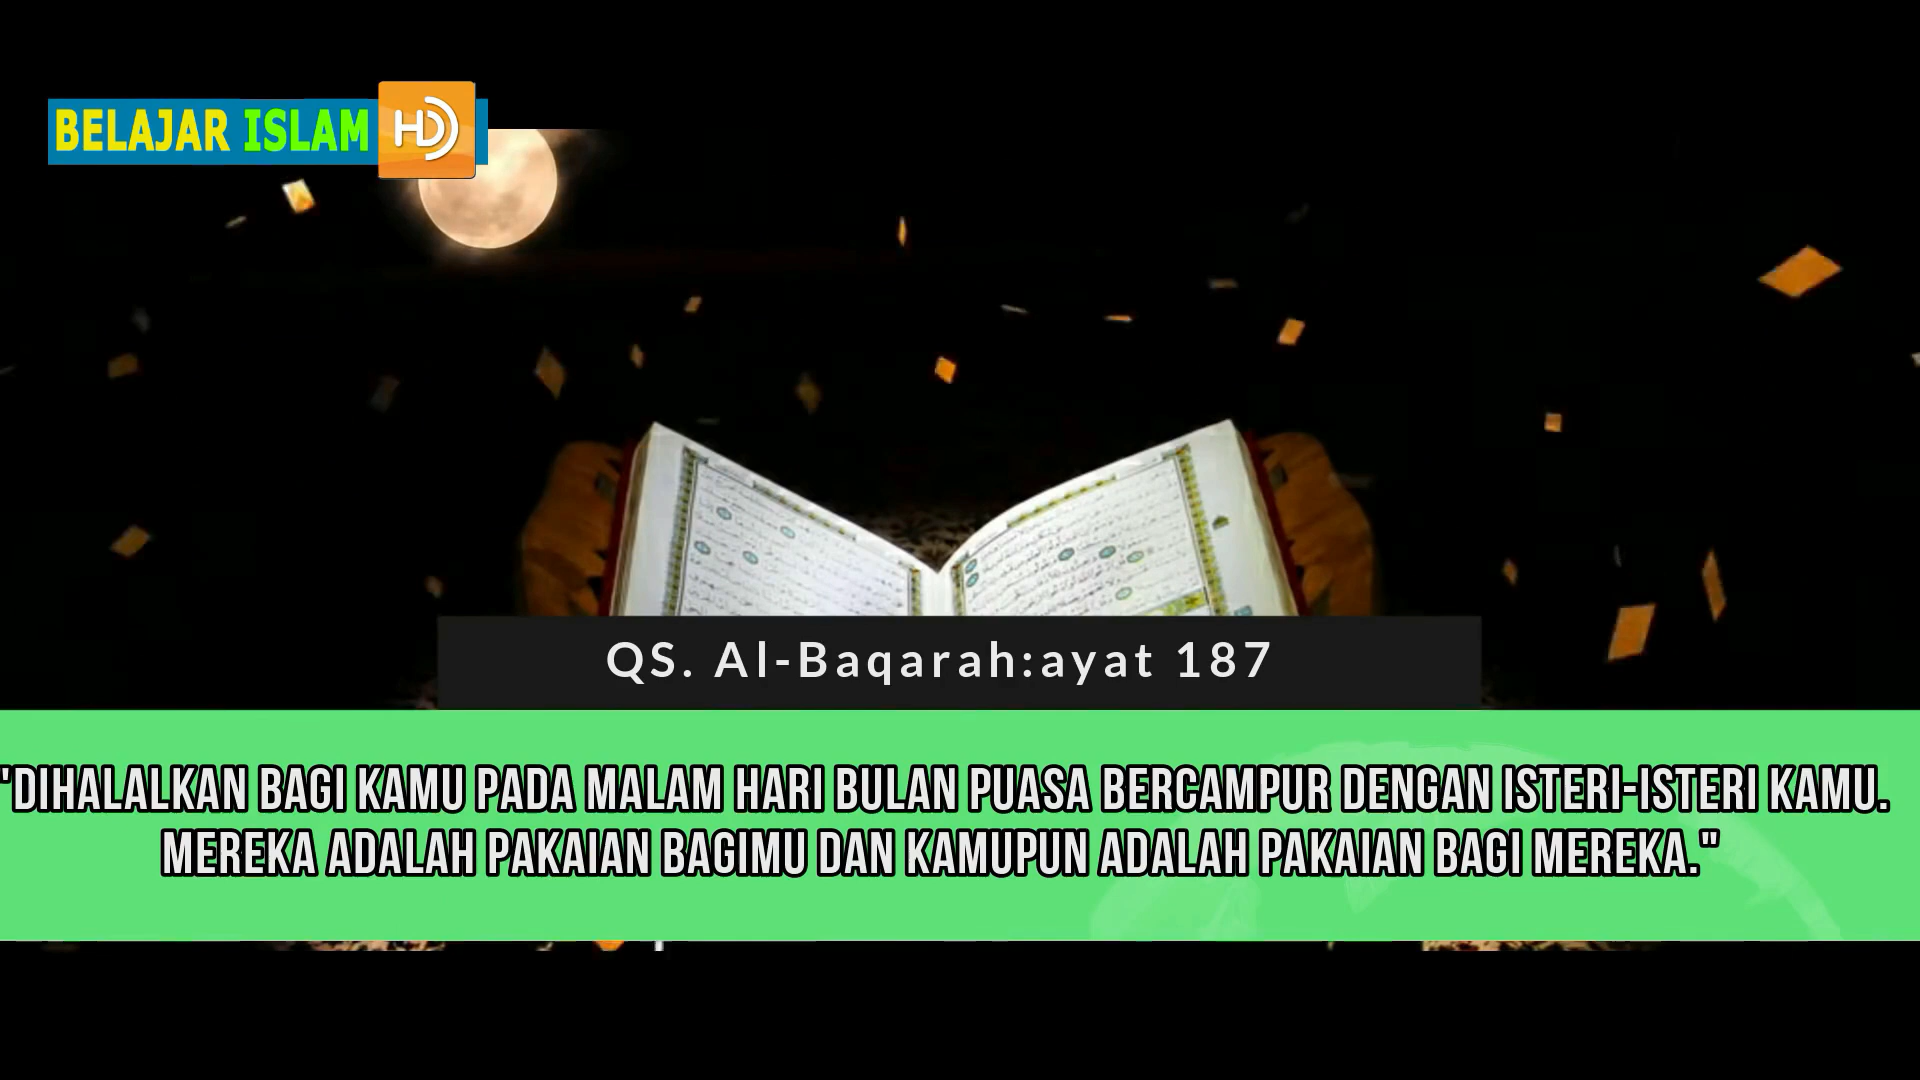 BELAJAR ISLAM HD
QS. Al-Baqarah:ayat 187
"DIHALALKAN BAGI KAMU PADA MALAM HARI BULAN PUASA BERCAMPUR DENGAN ISTERI-ISTERI KAMU.
MEREKA ADALAH PAKAIAN BAGIMU DAN KAMUPUN ADALAH PAKAIAN BAGI MEREKA."